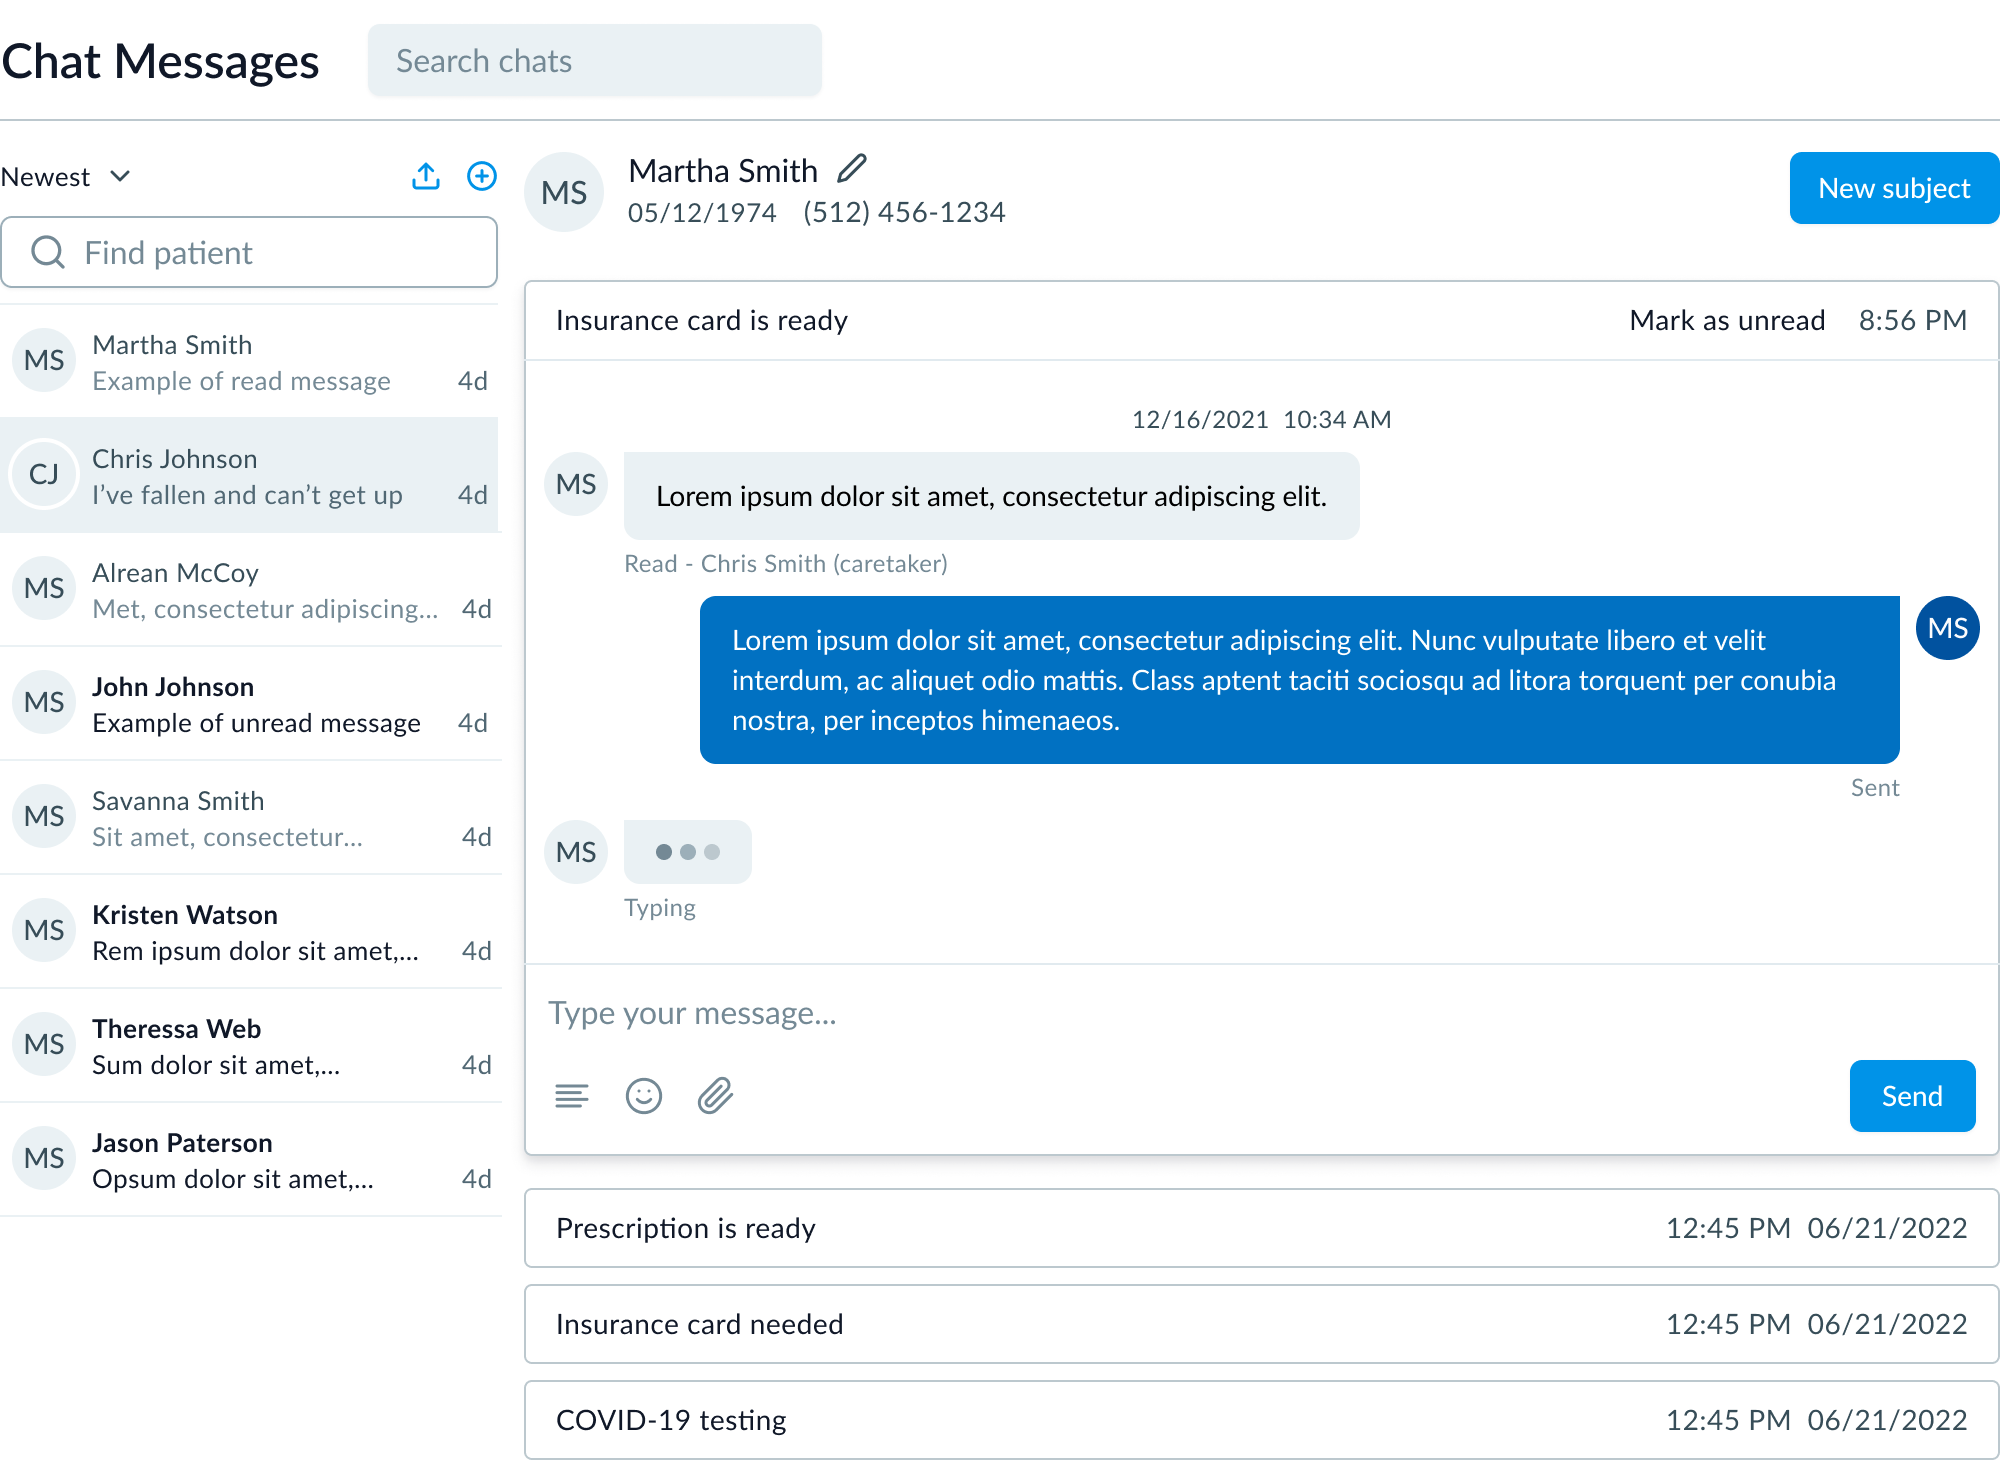 Chat Messages
Search chats
Newest
Find patient
MS
Martha Smith
Example of read message 4d
CJ
Chris Johnson
I’ve fallen and can’t get up 4d
MS
Alrean McCoy
Met, consectetur adipiscing... 4d
MS
John Johnson
Example of unread message 4d
MS
Savanna Smith
Sit amet, consectetur... 4d
MS
Kristen Watson
Rem ipsum dolor sit amet,... 4d
MS
Theressa Web
Sum dolor sit amet,... 4d
MS
Jason Paterson
Opsum dolor sit amet,... 4d
MS
Martha Smith
05/12/1974 (512) 456-1234
New subject
Insurance card is ready Mark as unread 8:56 PM
12/16/2021 10:34 AM
MS
Lorem ipsum dolor sit amet, consectetur adipiscing elit.
Read - Chris Smith (caretaker)
Lorem ipsum dolor sit amet, consectetur adipiscing elit. Nunc vulputate libero et velit
interdum, ac aliquet odio mattis. Class aptent taciti sociosqu ad litora torquent per conubia
nostra, per inceptos himenaeos.
MS
Sent
MS
Typing
Type your message...
Send
Prescription is ready 12:45 PM 06/21/2022
Insurance card needed 12:45 PM 06/21/2022
COVID-19 testing 12:45 PM 06/21/2022